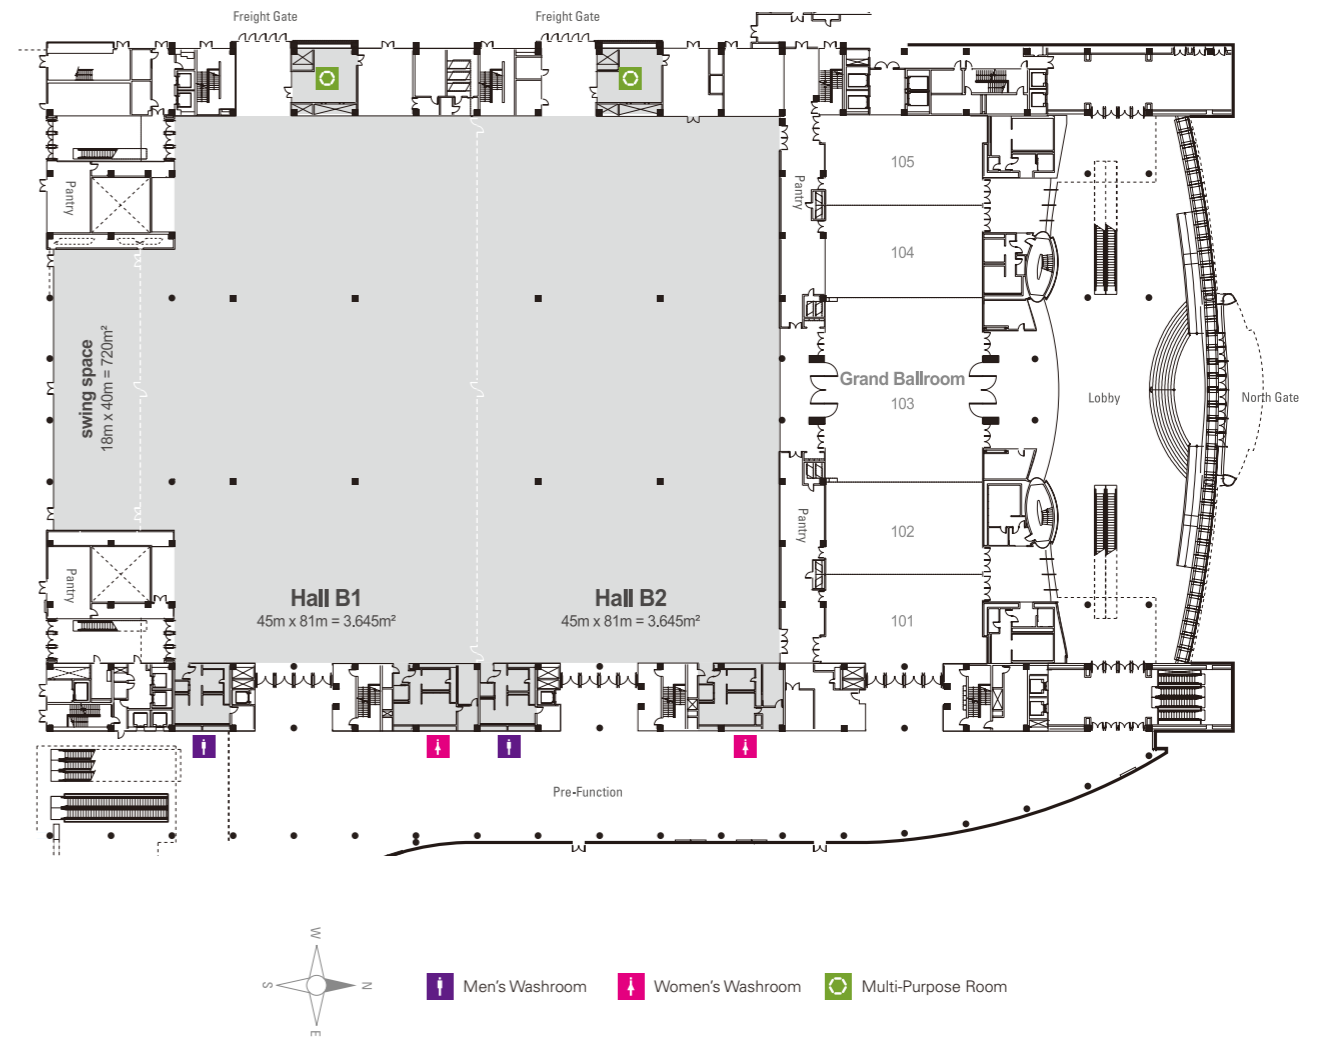 Freight Gate
Freight Gate
105
Pantry
Pantry
104
swing space
18m x 40m = 720m²
Grand Ballroom
103
Lobby
North Gate
Pantry
102
Pantry
Hall B1
45m x 81m = 3,645m²
Hall B2
45m x 81m = 3,645m²
101
Pre-Function
W
S
N
E
Men's Washroom
Women's Washroom
Multi-Purpose Room